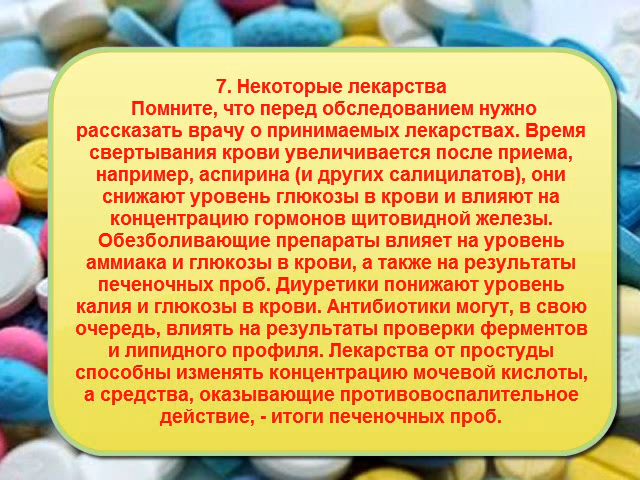 7. Некоторые лекарства
Помните, что перед обследованием нужно
рассказать врачу о принимаемых лекарствах. Время
свертывания крови увеличивается после приема,
например, аспирина (и других салицилатов), они
снижают уровень глюкозы в крови и влияют на
концентрацию гормонов щитовидной железы.
Обезболивающие препараты влияет на уровень
аммиака и глюкозы в крови, а также на результаты
печеночных проб. Диуретики понижают уровень
калия и глюкозы в крови. Антибиотики могут, в свою
очередь, влиять на результаты проверки ферментов
и липидного профиля. Лекарства от простуды
способны изменять концентрацию мочевой кислоты,
а средства, оказывающие противовоспалительное
действие, - итоги печеночных проб.